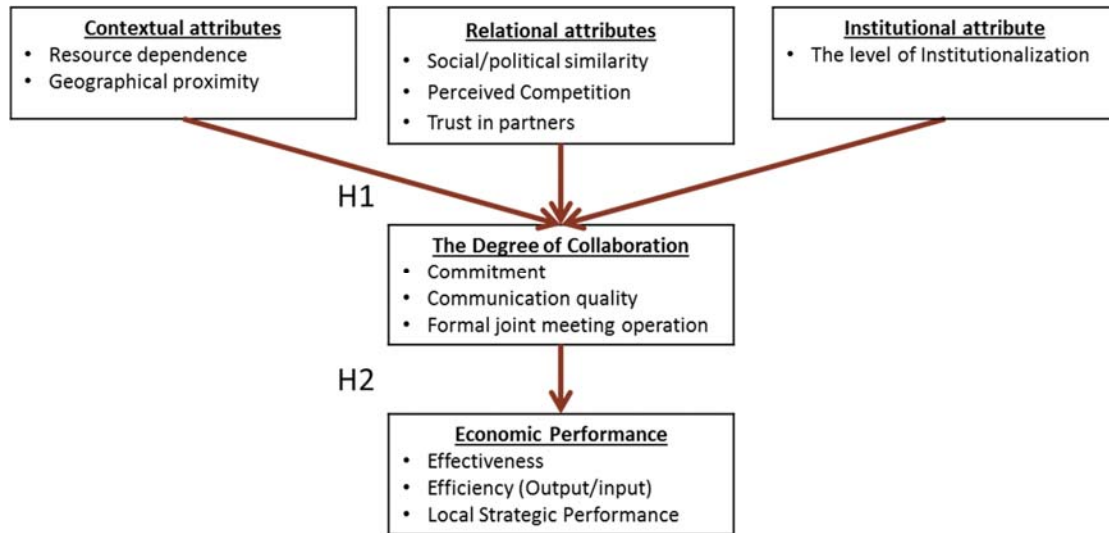 Contextual attributes
• Resource dependence
• Geographical proximity
Relational attributes
• Social/political similarity
• Perceived Competition
• Trust in partners
Institutional attribute
• The level of Institutionalization
H1
The Degree of Collaboration
• Commitment
• Communication quality
• Formal joint meeting operation
H2
Economic Performance
• Effectiveness
• Efficiency (Output/input)
• Local Strategic Performance